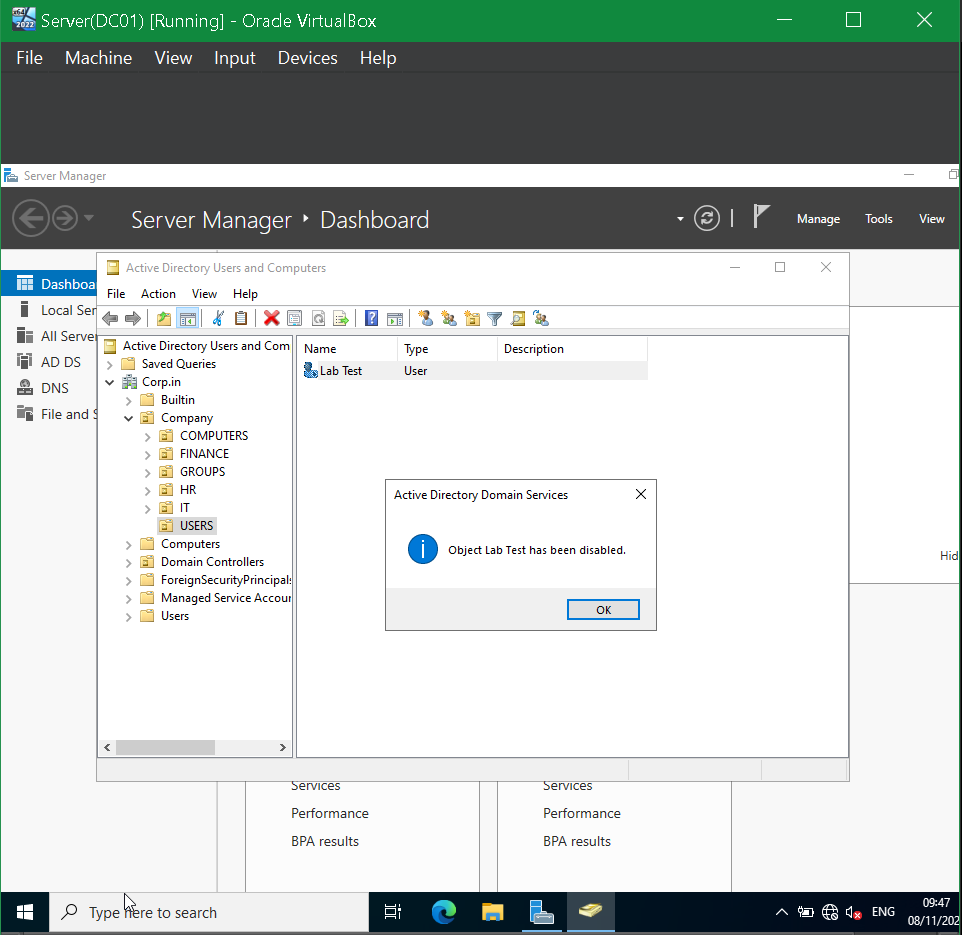 Server(DC01) [Running] - Oracle VirtualBox
File Machine View Input Devices Help
Server Manager
Server Manager Dashboard
Manage Tools View
Dashboa
Local Ser
All Server
AD DS
DNS
File and S
Active Directory Users and Computers
File Action View Help
Active Directory Users and Com
Saved Queries
Corp.in
Builtin
Company
COMPUTERS
FINANCE
GROUPS
HR
IT
USERS
Computers
Domain Controllers
ForeignSecurityPrincipals
Managed Service Accour
Users
Name Type Description
Lab Test User
Active Directory Domain Services
Object Lab Test has been disabled.
OK
Hid
Services
Performance
BPA results
Services
Performance
BPA results
Type here to search
ENG
09:47
08/11/202